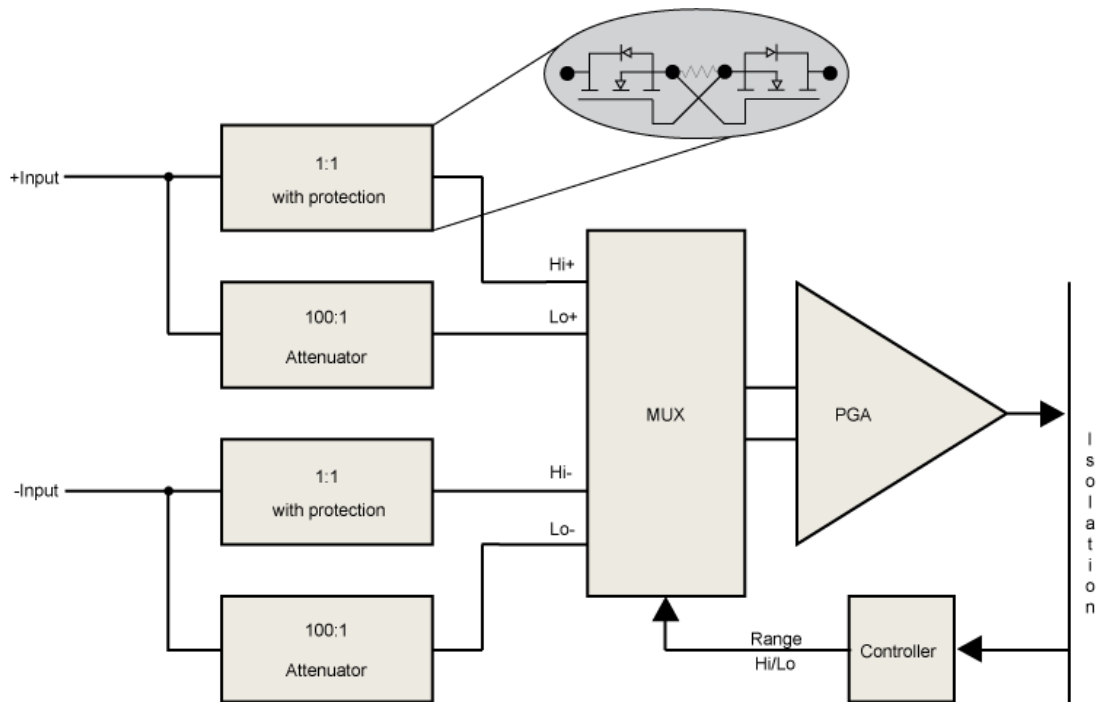 +Input
1:1
with protection
Hi+
100:1
Attenuator
Lo+
MUX
PGA
Isolation
-Input
1:1
with protection
Hi-
Lo-
100:1
Attenuator
Range
Hi/Lo
Controller